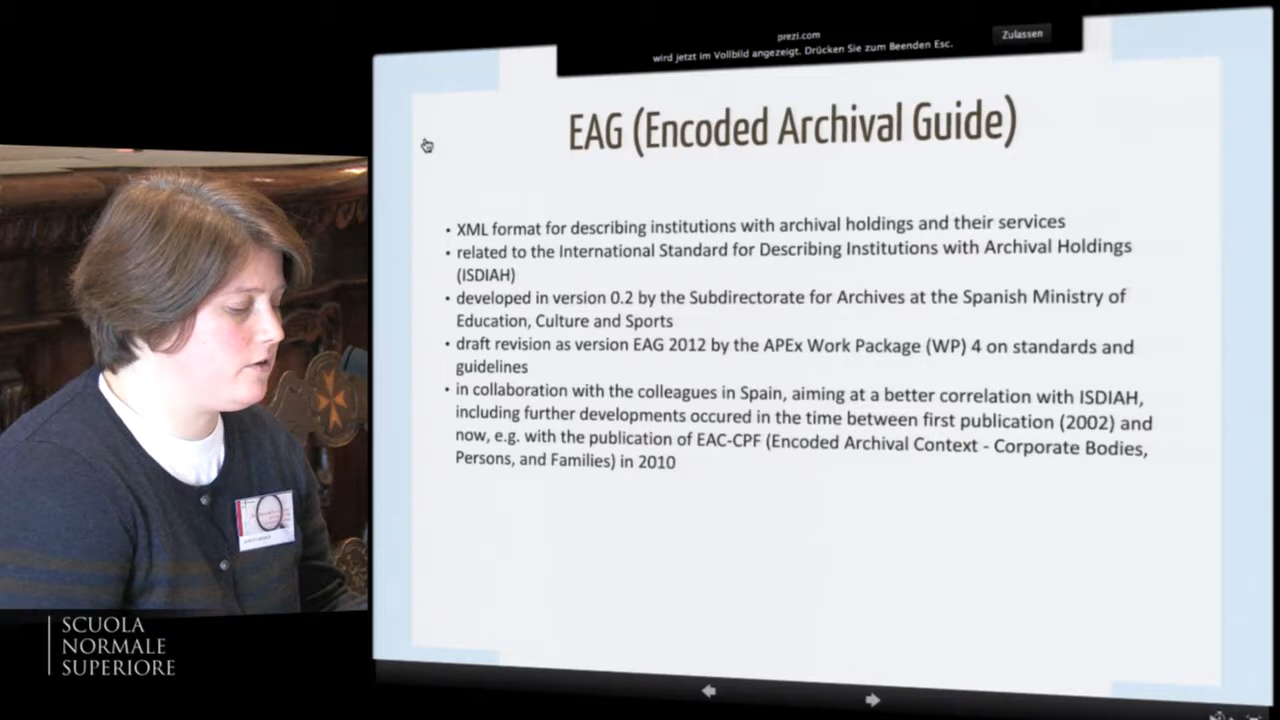 prezi.com
wird jetzt im Vollbild angezeigt. Drücken Sie zum Beenden Esc.
Zulassen
EAG (Encoded Archival Guide)
• XML format for describing institutions with archival holdings and their services
• related to the International Standard for Describing Institutions with Archival Holdings
(ISDIAH)
• developed in version 0.2 by the Subdirectorate for Archives at the Spanish Ministry of
Education, Culture and Sports
• draft revision as version EAG 2012 by the APEx Work Package (WP) 4 on standards and
guidelines
• in collaboration with the colleagues in Spain, aiming at a better correlation with ISDIAH,
including further developments occured in the time between first publication (2002) and
now, e.g. with the publication of EAC-CPF (Encoded Archival Context - Corporate Bodies,
Persons, and Families) in 2010
SCUOLA
NORMALE
SUPERIORE